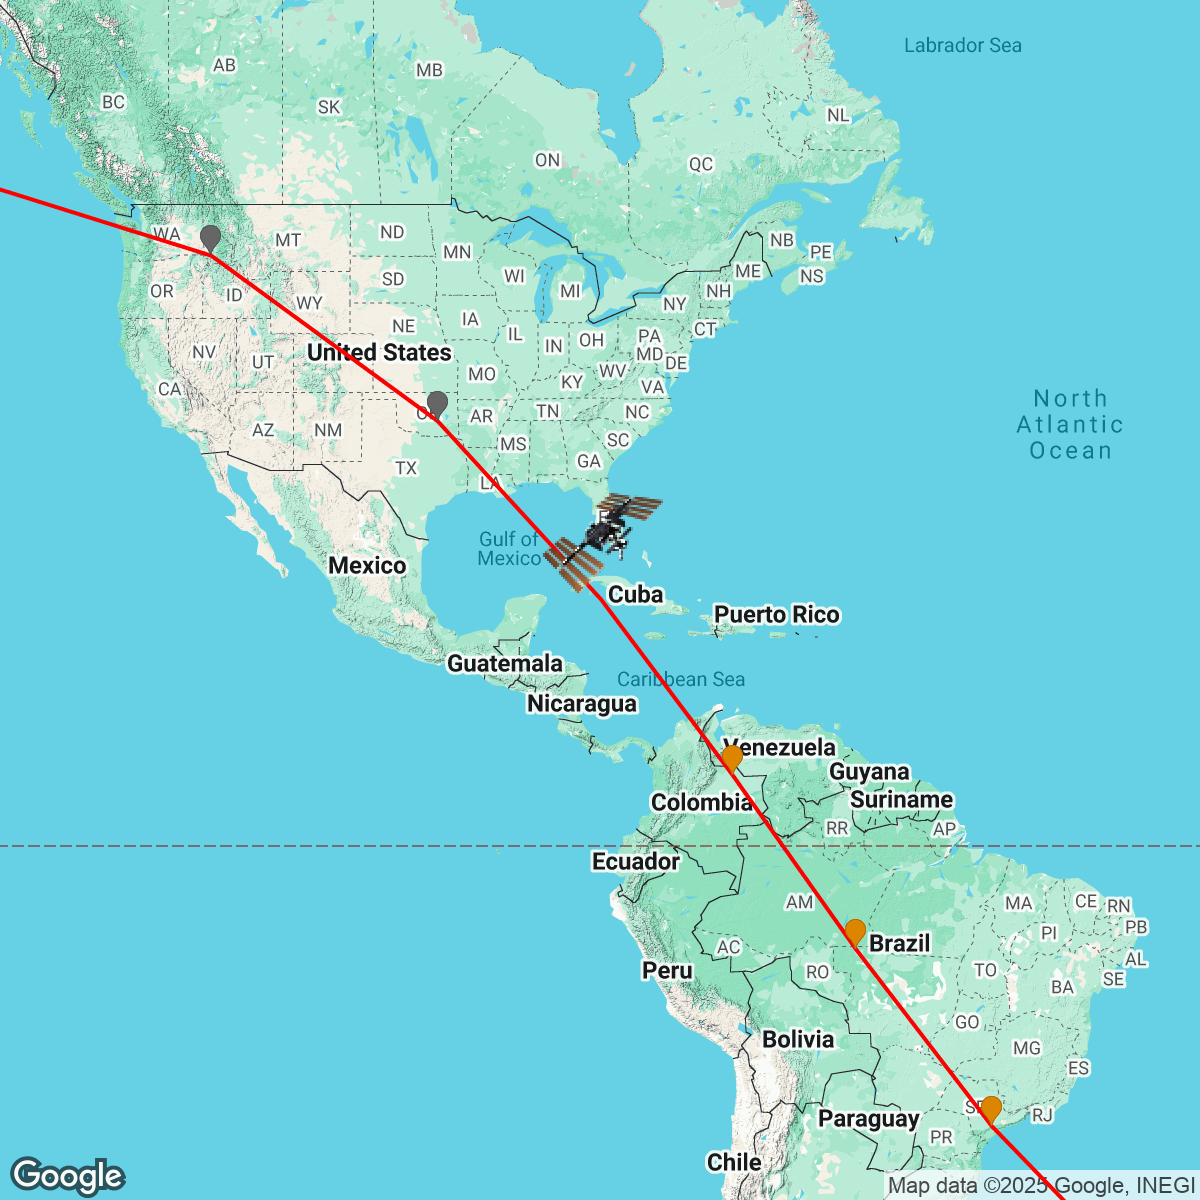 Labrador Sea
AB
MB
BC
SK
NL
ON
QC
WA
MT
ND
MN
NB
PE
NS
ME
OR
ID
WY
SD
WI
MI
NH
NY
NE
IA
IL
IN
OH
PA
CT
NV
UT
United States
MO
KY
WV
MD
DE
VA
CA
AZ
NM
AR
TN
NC
MS
SC
GA
TX
LA
North
Atlantic
Ocean
Gulf of
Mexico
Mexico
Cuba
Puerto Rico
Guatemala
Caribbean Sea
Nicaragua
Venezuela
Guyana
Colombia
Suriname
RR
AP
Ecuador
AM
MA
CE
RN
PI
PB
AC
Brazil
AL
Peru
RO
TO
BA
SE
GO
Bolivia
MG
ES
Paraguay
RJ
PR
Chile
Google
Map data ©2025 Google, INEGI